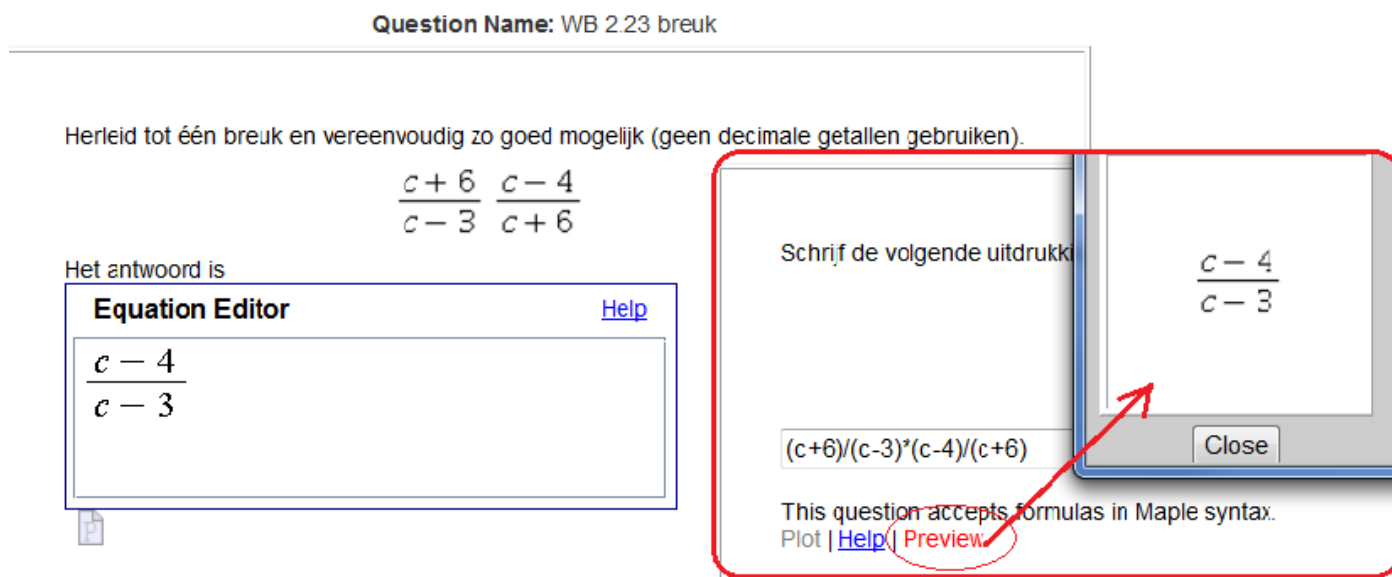 Question Name: WB 2.23 breuk
Herleid tot één breuk en vereenvoudig zo goed mogelijk (geen decimale getallen gebruiken).
c + 6 c − 4
c − 3 c + 6
Het antwoord is
Equation Editor Help
c − 4
c − 3
Schrijf de volgende uitdrukki
c − 4
c − 3
(c+6)/(c-3)*(c-4)/(c+6)
Close
This question accepts formulas in Maple syntax.
Plot | Help | Preview
P